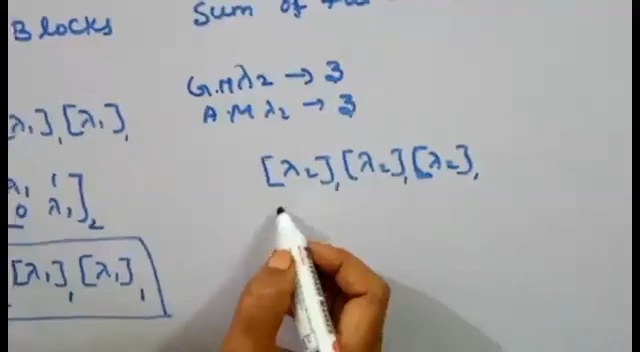 Blocks
Sum of
G.M λ2 → 3
A.M λ2 → 3
[λ1], [λ1]1
[λ2]1 [λ2]1 [λ2]1
λ1 1
0 λ1]2
[λ1]1 [λ1]1